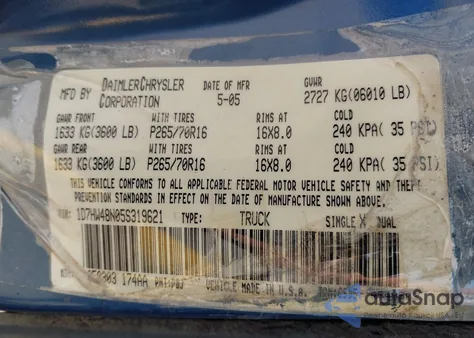 MFD BY DAIMLERCHRYSLER CORPORATION DATE OF MFR 5-05 GVWR 2727 KG(06010 LB)
GAWR FRONT WITH TIRES RIMS AT COLD
1633 KG(3600 LB) P265/70R16 16X8.0 240 KPA( 35 PSI)
GAWR REAR WITH TIRES RIMS AT COLD
1633 KG(3600 LB) P265/70R16 16X8.0 240 KPA( 35 PSI)
THIS VEHICLE CONFORMS TO ALL APPLICABLE FEDERAL MOTOR VEHICLE SAFETY AND THEFT
PREVENTION STANDARDS IN EFFECT ON THE DATE OF MANUFACTURE SHOWN ABOVE.
1D7HW48N05S319621 TYPE: TRUCK SINGLE X DUAL
174AA VEHICLE MADE IN U.S.A.
autoSnap